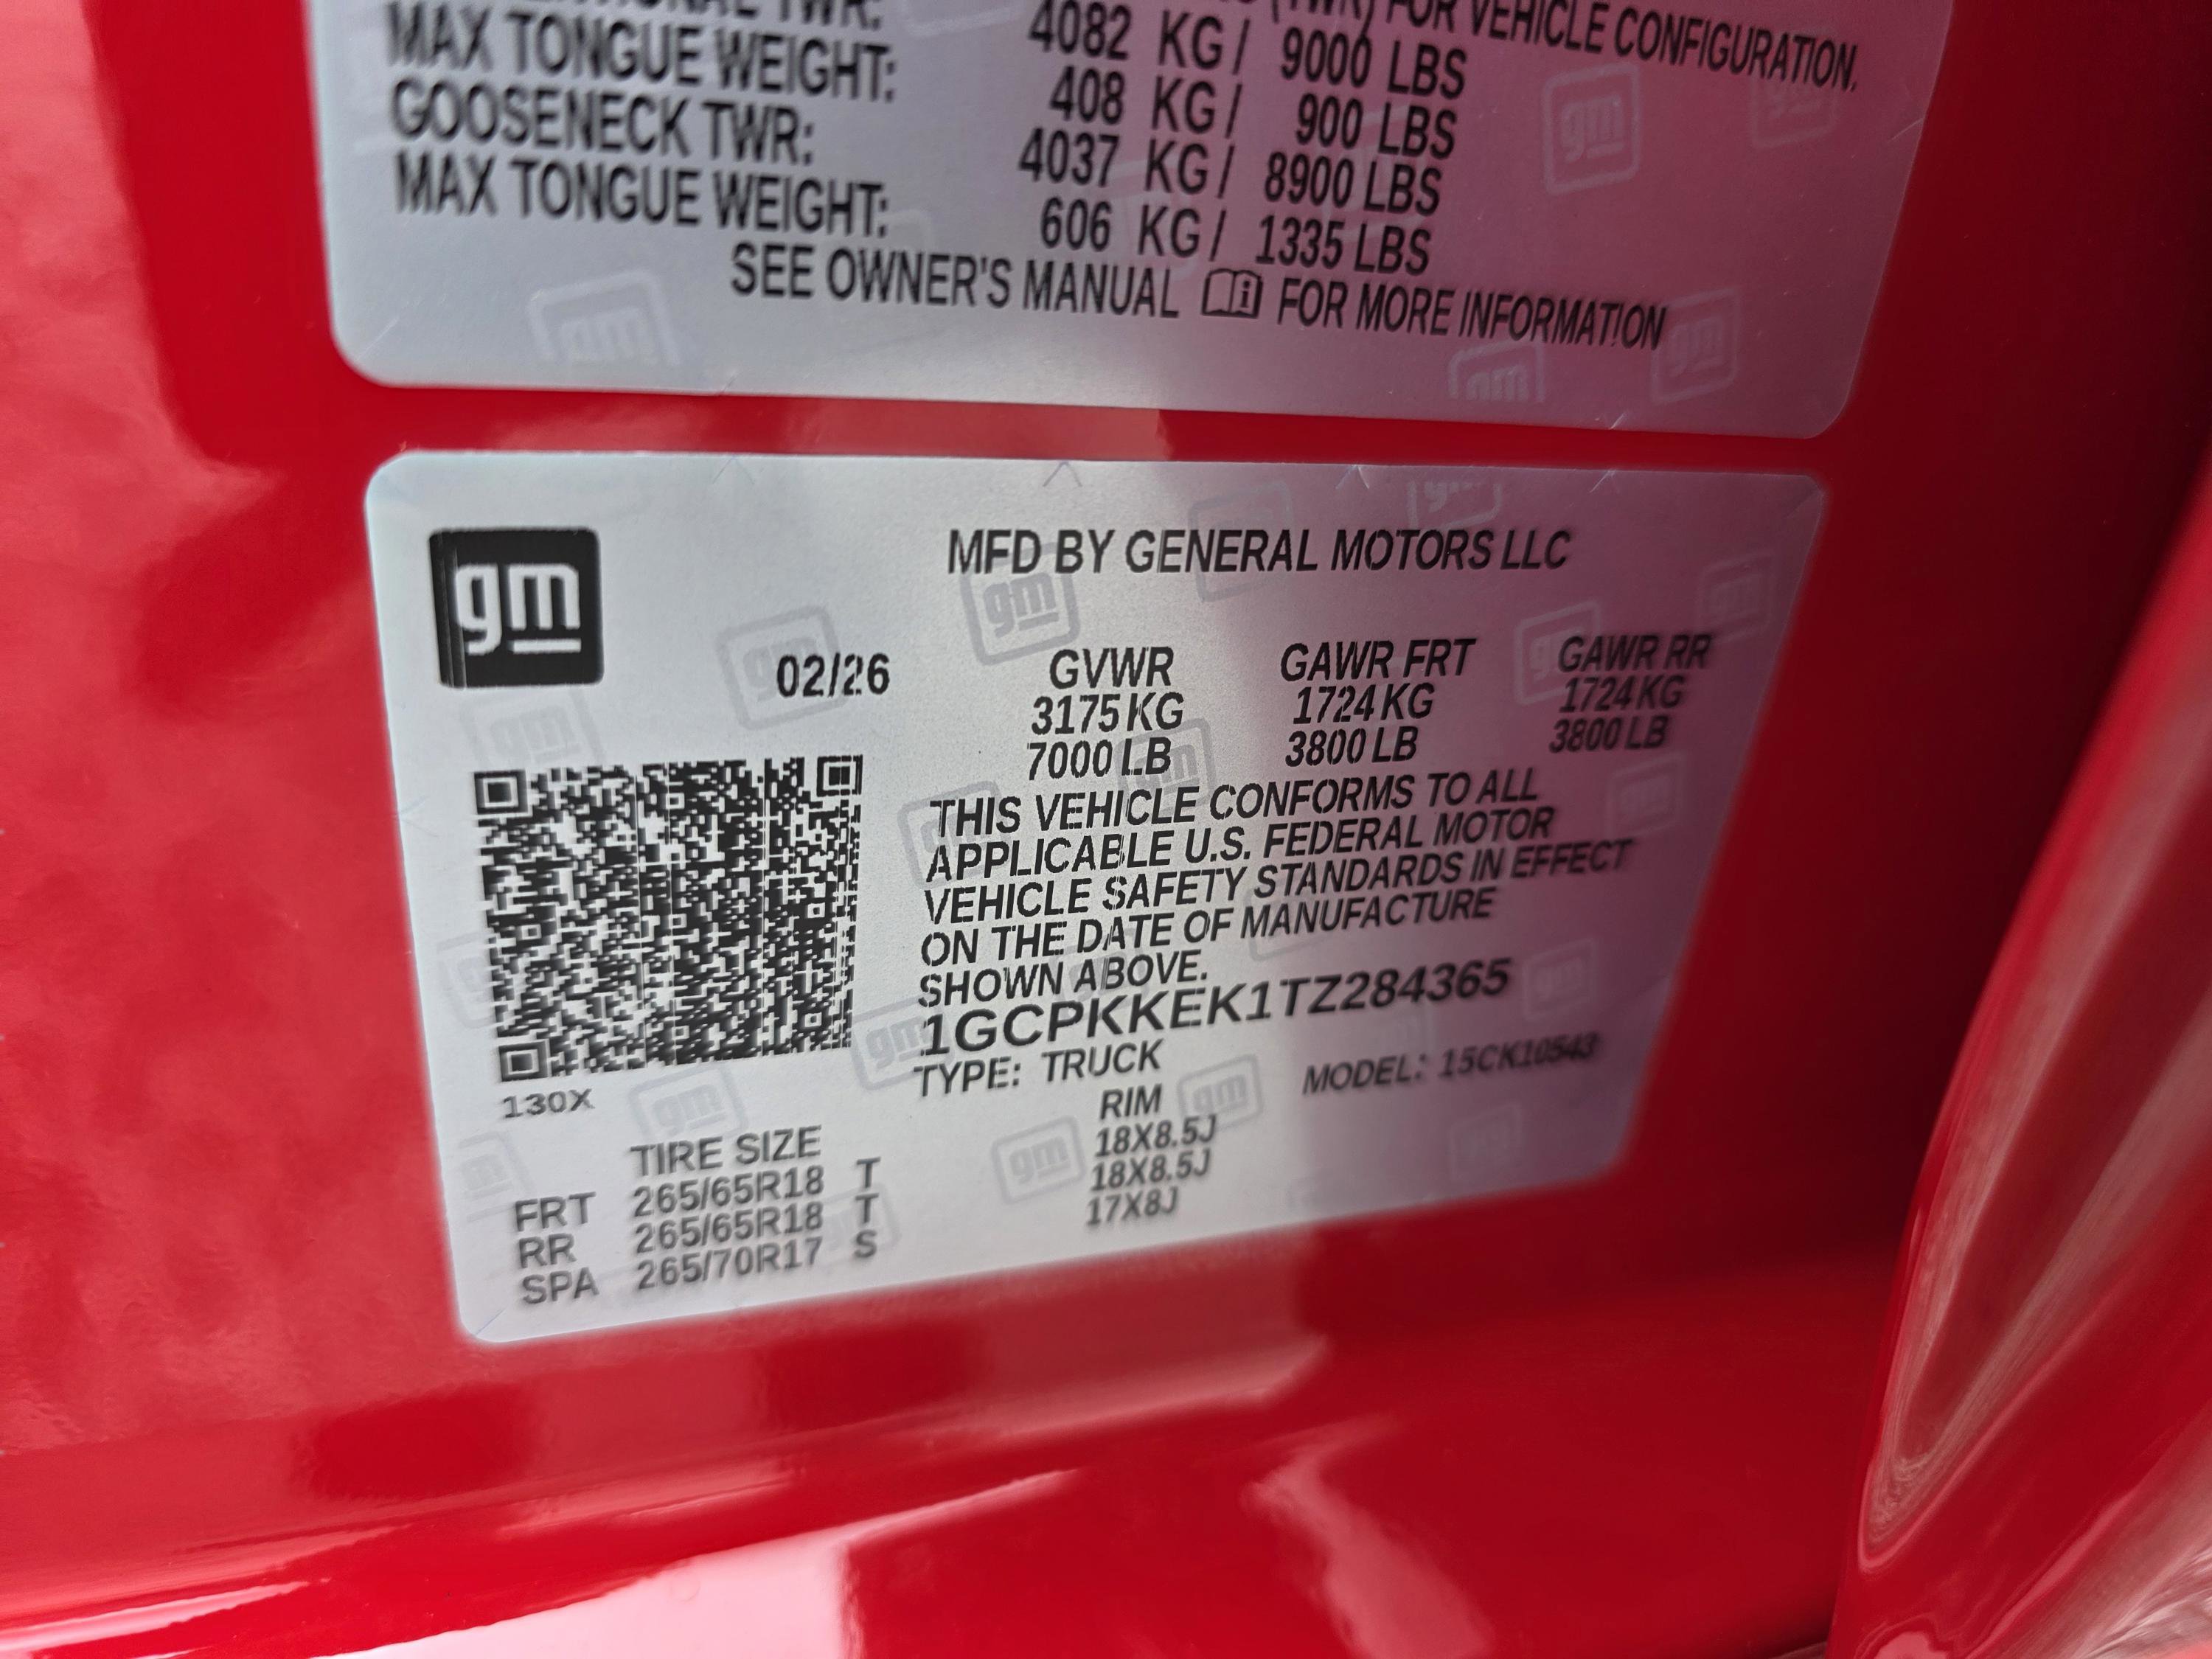 TWR:
(TWR) FOR VEHICLE CONFIGURATION.
4082 KG / 9000 LBS
MAX TONGUE WEIGHT: 408 KG / 900 LBS
GOOSENECK TWR: 4037 KG / 8900 LBS
MAX TONGUE WEIGHT: 606 KG / 1335 LBS
SEE OWNER'S MANUAL FOR MORE INFORMATION
gm
MFD BY GENERAL MOTORS LLC
02/26
GVWR GAWR FRT GAWR RR
3175 KG 1724 KG 1724 KG
7000 LB 3800 LB 3800 LB
THIS VEHICLE CONFORMS TO ALL
APPLICABLE U.S. FEDERAL MOTOR
VEHICLE SAFETY STANDARDS IN EFFECT
ON THE DATE OF MANUFACTURE
SHOWN ABOVE.
1GCPKKEK1TZ284365
TYPE: TRUCK MODEL: 15CK10543
130X
TIRE SIZE RIM
FRT 265/65R18 T 18X8.5J
RR 265/65R18 T 18X8.5J
SPA 265/70R17 S 17X8J